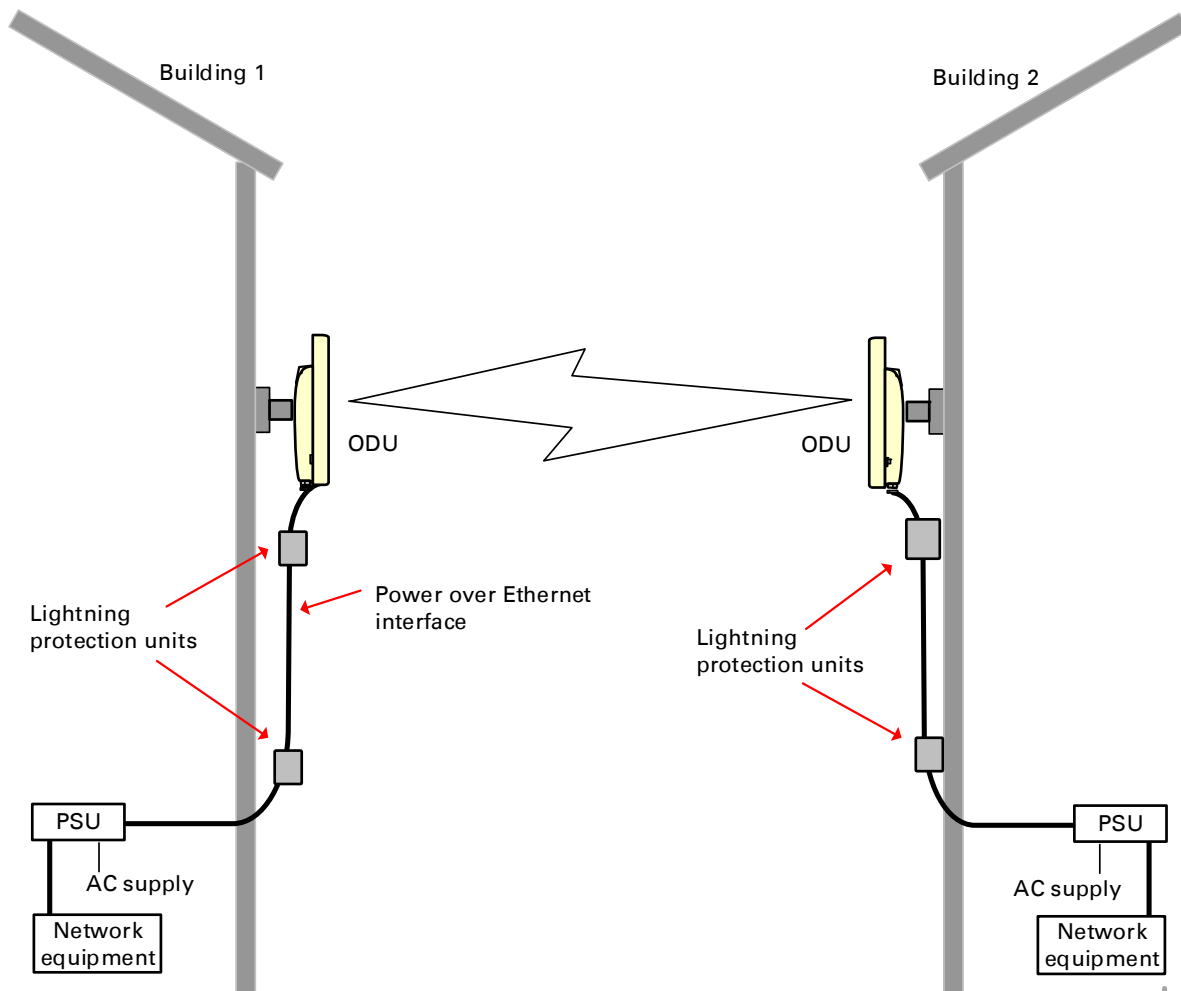 Building 1
Building 2
ODU
ODU
Power over Ethernet
interface
Lightning
protection units
Lightning
protection units
PSU
PSU
AC supply
AC supply
Network
equipment
Network
equipment